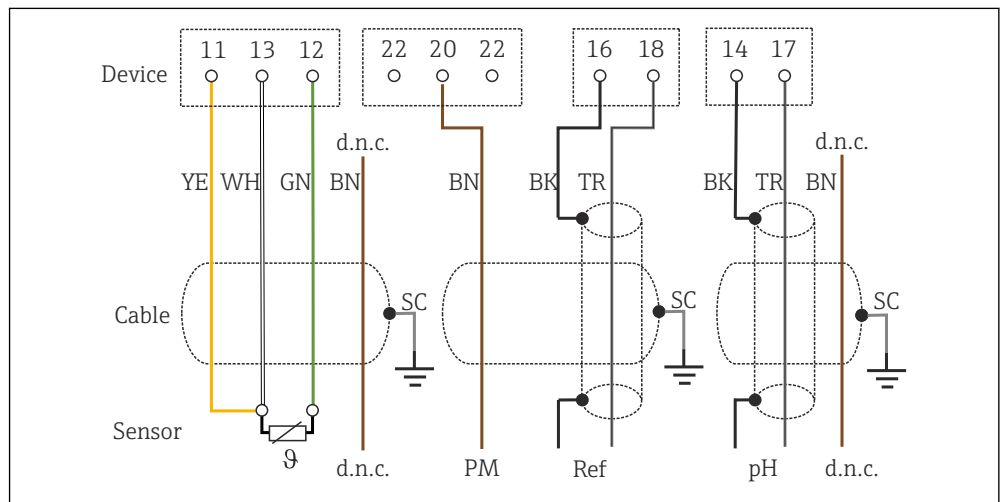 11 13 12 22 20 22 16 18 14 17
Device
d.n.c. d.n.c.
YE WH GN BN BN BK TR BK TR BN
SC SC SC
Cable
Sensor
ϑ d.n.c. PM Ref pH d.n.c.